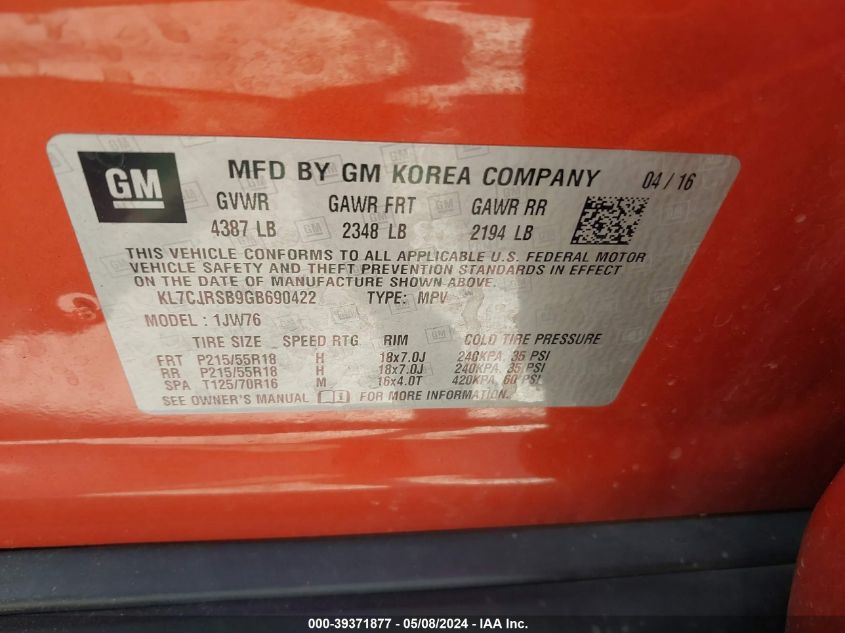 GM
MFD BY GM KOREA COMPANY 04 / 16
GVWR GAWR FRT GAWR RR
4387 LB 2348 LB 2194 LB
THIS VEHICLE CONFORMS TO ALL APPLICABLE U.S. FEDERAL MOTOR
VEHICLE SAFETY AND THEFT PREVENTION STANDARDS IN EFFECT
ON THE DATE OF MANUFACTURE SHOWN ABOVE.
KL7CJRSB9GB690422 TYPE: MPV
MODEL: 1JW76
TIRE SIZE SPEED RTG RIM COLD TIRE PRESSURE
FRT P215/55R18 H 18x7.0J 240KPA, 35 PSI
RR P215/55R18 H 18x7.0J 240KPA, 35 PSI
SPA T125/70R16 M 16x4.0T 420KPA, 60 PSI
SEE OWNER'S MANUAL FOR MORE INFORMATION.
000-39371877 - 05/08/2024 - IAA Inc.